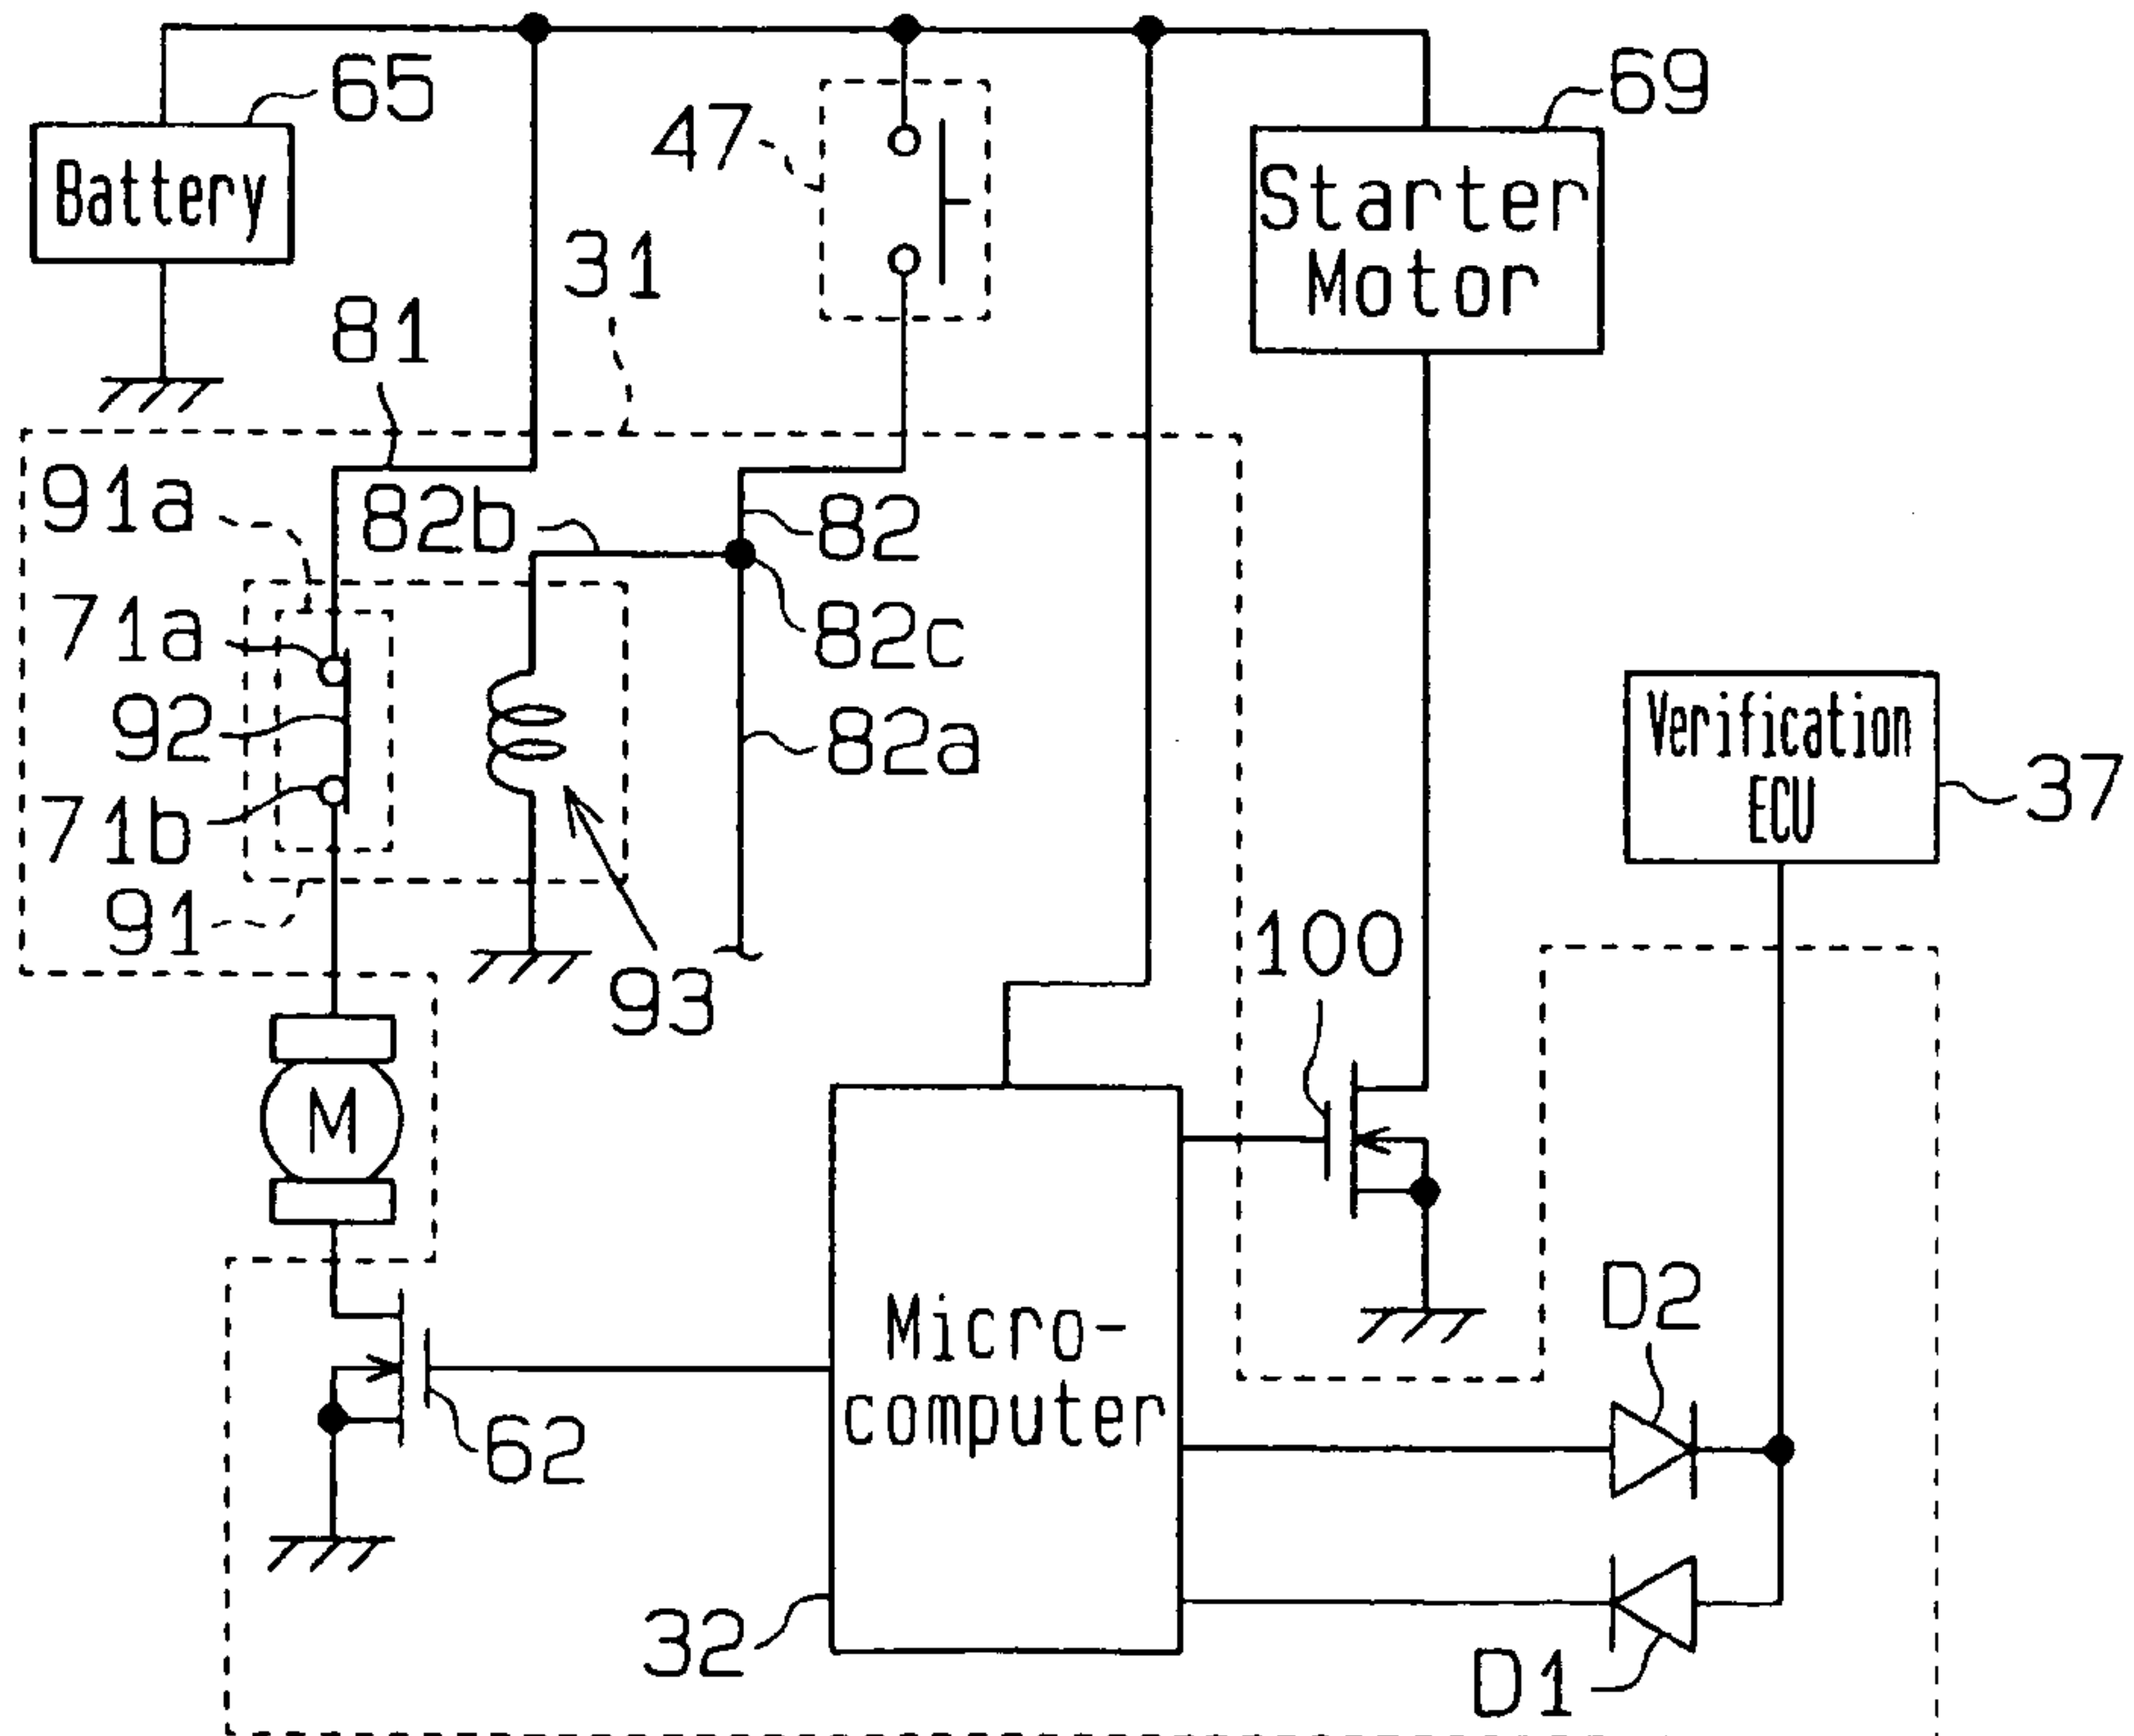 65
69
Battery
47
Starter
Motor
31
81
91a
82b
82
71a
82c
92
82a
Verification
ECU
37
71b
91
100
93
M
D2
Micro-
computer
62
32
D1